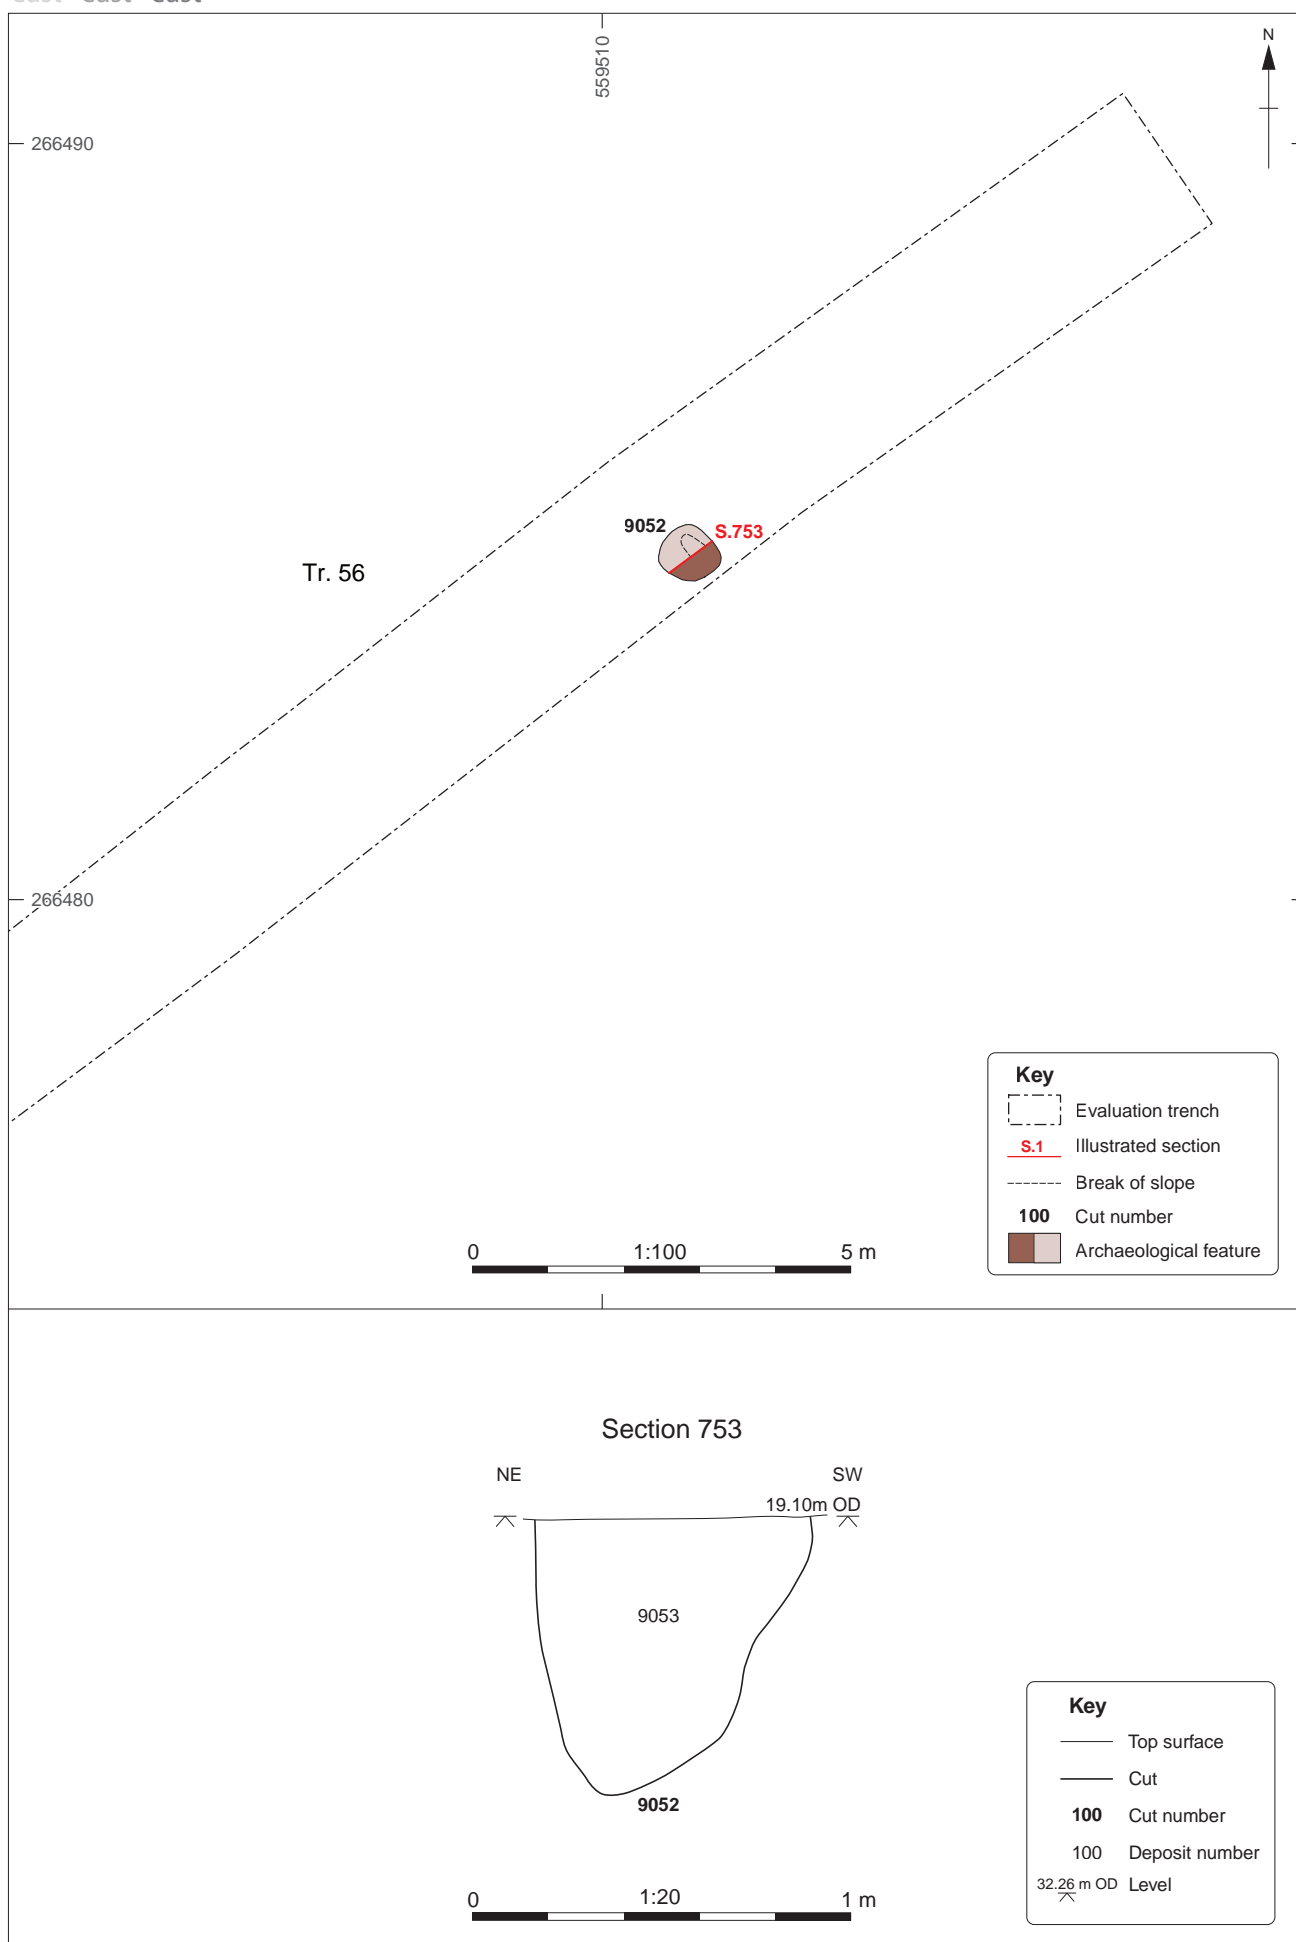 559510
N
266490
9052
S.753
Tr. 56
266480
Key
Evaluation trench
S.1 Illustrated section
Break of slope
100 Cut number
Archaeological feature
0 1:100 5 m
Section 753
NE SW
19.10m OD
9053
9052
Key
Top surface
Cut
100 Cut number
100 Deposit number
32.26 m OD Level
0 1:20 1 m